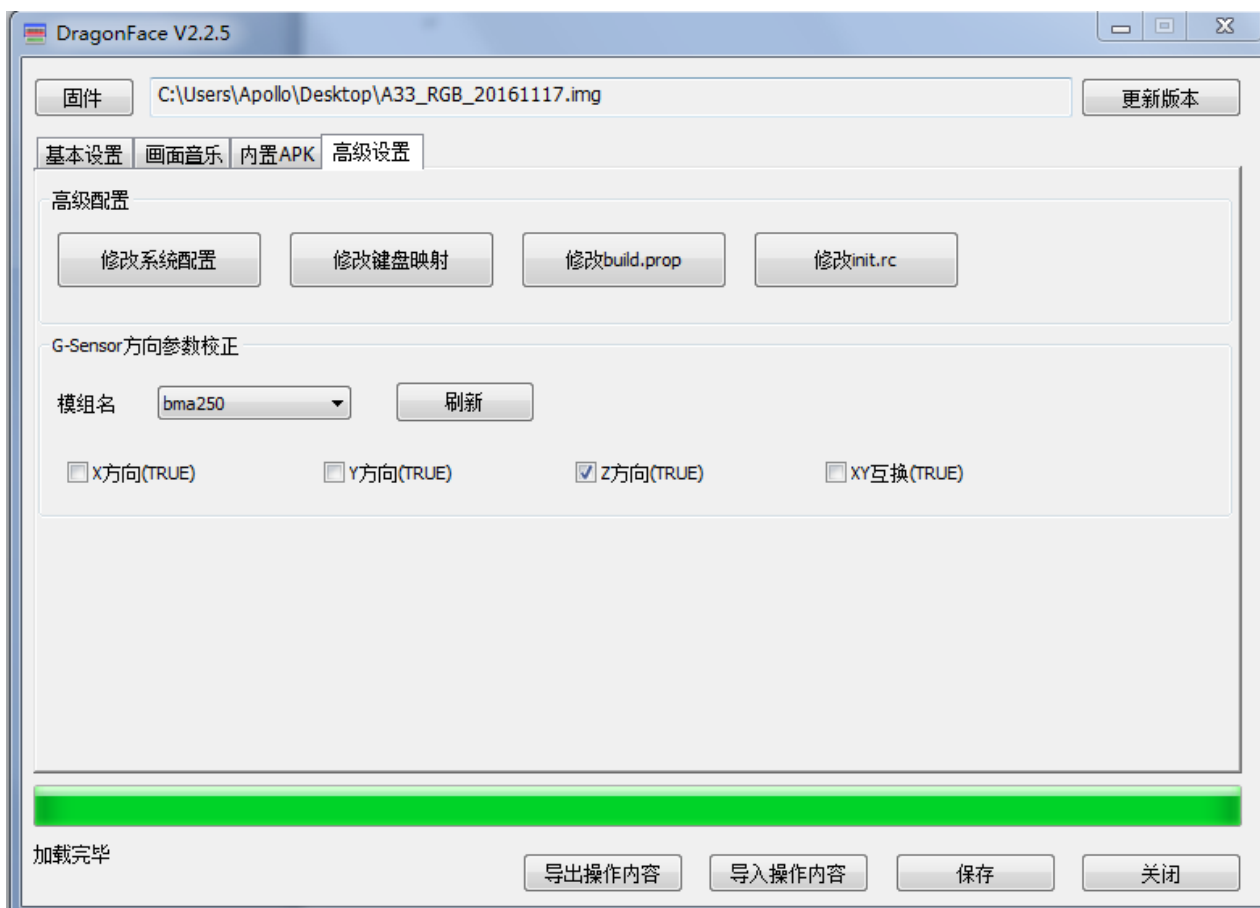 DragonFace V2.2.5
固件 C:\Users\Apollo\Desktop\A33_RGB_20161117.img 更新版本
基本设置 画面音乐 内置APK 高级设置
高级配置
修改系统配置 修改键盘映射 修改build.prop 修改init.rc
G-Sensor方向参数校正
模组名 bma250 刷新
X方向(TRUE) Y方向(TRUE) Z方向(TRUE) XY互换(TRUE)
加载完毕
导出操作内容 导入操作内容 保存 关闭